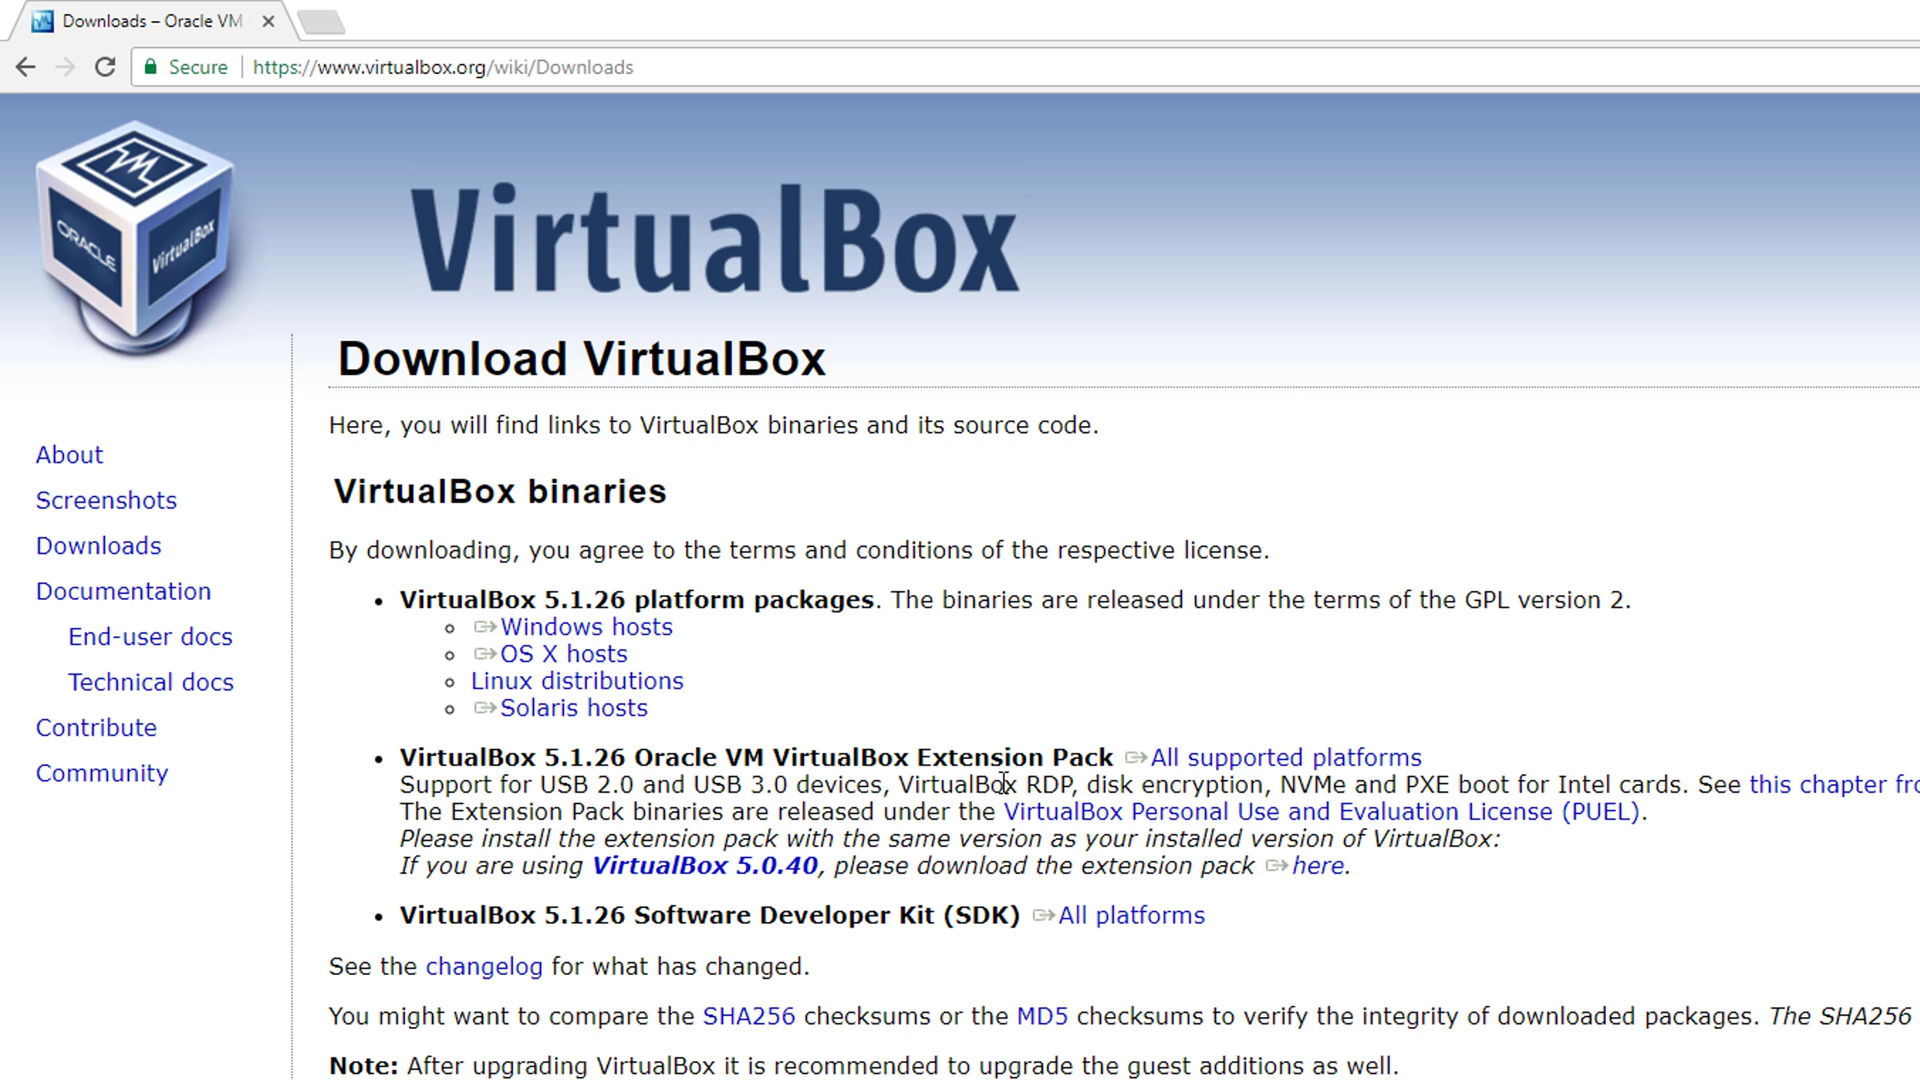 Downloads – Oracle VM
Secure https://www.virtualbox.org/wiki/Downloads
ORACLE
VirtualBox
VirtualBox
Download VirtualBox
Here, you will find links to VirtualBox binaries and its source code.
About
Screenshots
Downloads
Documentation
End-user docs
Technical docs
Contribute
Community
VirtualBox binaries
By downloading, you agree to the terms and conditions of the respective license.
VirtualBox 5.1.26 platform packages. The binaries are released under the terms of the GPL version 2.
Windows hosts
OS X hosts
Linux distributions
Solaris hosts
VirtualBox 5.1.26 Oracle VM VirtualBox Extension Pack All supported platforms
Support for USB 2.0 and USB 3.0 devices, VirtualBox RDP, disk encryption, NVMe and PXE boot for Intel cards. See this chapter
The Extension Pack binaries are released under the VirtualBox Personal Use and Evaluation License (PUEL).
Please install the extension pack with the same version as your installed version of VirtualBox:
If you are using VirtualBox 5.0.40, please download the extension pack here.
VirtualBox 5.1.26 Software Developer Kit (SDK) All platforms
See the changelog for what has changed.
You might want to compare the SHA256 checksums or the MD5 checksums to verify the integrity of downloaded packages. The SHA256
Note: After upgrading VirtualBox it is recommended to upgrade the guest additions as well.